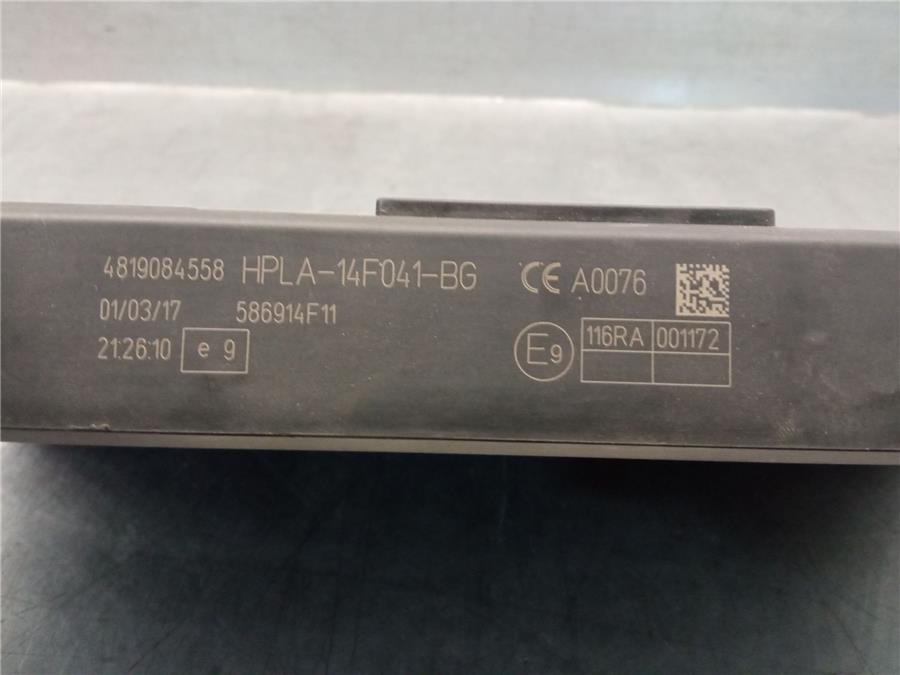 4819084558 HPLA-14F041-BG CE A0076
01/03/17 586914F11
21:26:10 e 9
E9 116RA 001172